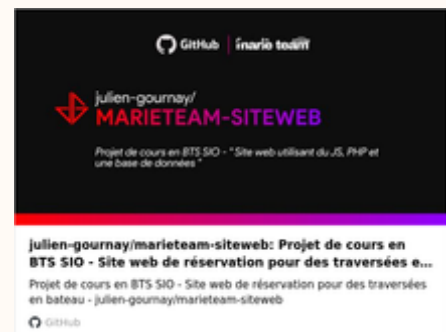 GitHub | inario team
julien-gournay/
MARIETEAM-SITEWEB
Projet de cours en BTS SIO - "Site web utilisant du JS, PHP et
une base de données "
julien-gournay/marieteam-siteweb: Projet de cours en
BTS SIO - Site web de réservation pour des traversées e...
Projet de cours en BTS SIO - Site web de réservation pour des traversées
en bateau - julien-gournay/marieteam-siteweb
GitHub